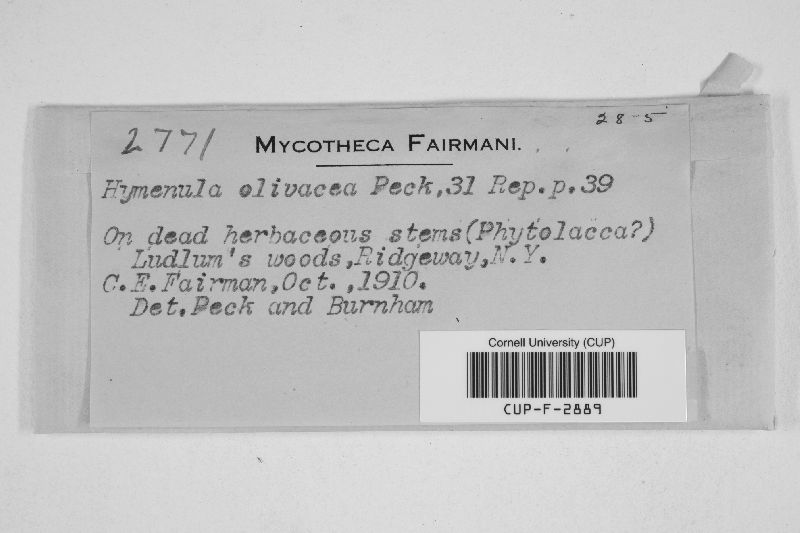 28-5
2771
MYCOTHECA FAIRMANI.
Hymenula olivacea Peck,31 Rep.p.39
On dead herbaceous stems(Phytolacca?)
Ludlum's woods,Ridgeway,N.Y.
C.E.Fairman,Oct.,1910.
Det.Peck and Burnham
Cornell University (CUP)
CUP-F-2889